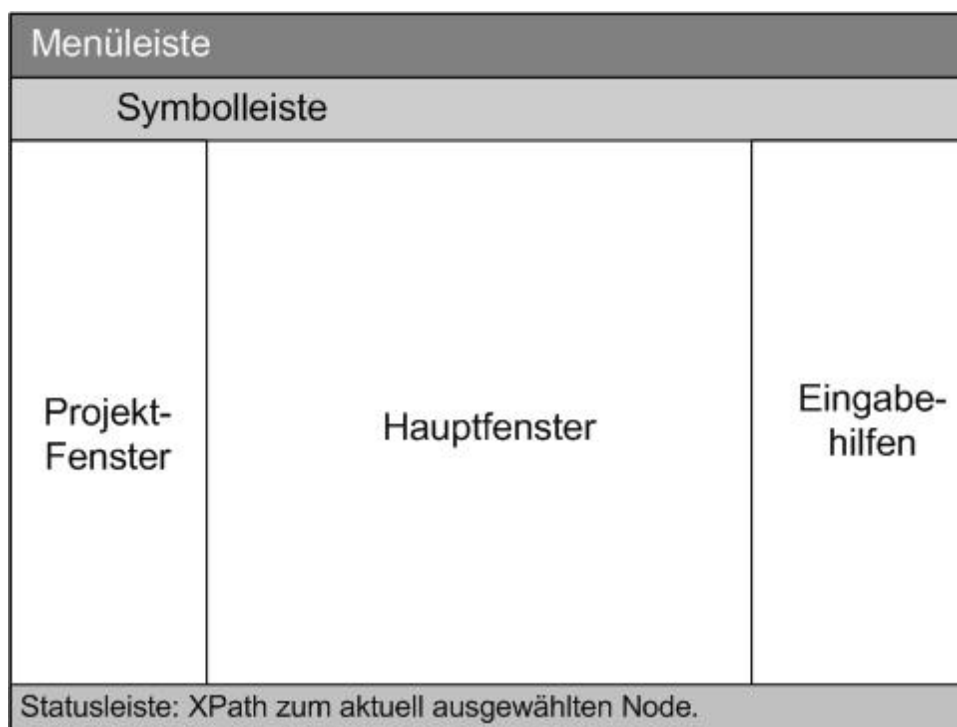 Menüleiste
Symbolleiste
Projekt-
Fenster
Hauptfenster
Eingabe-
hilfen
Statusleiste: XPath zum aktuell ausgewählten Node.